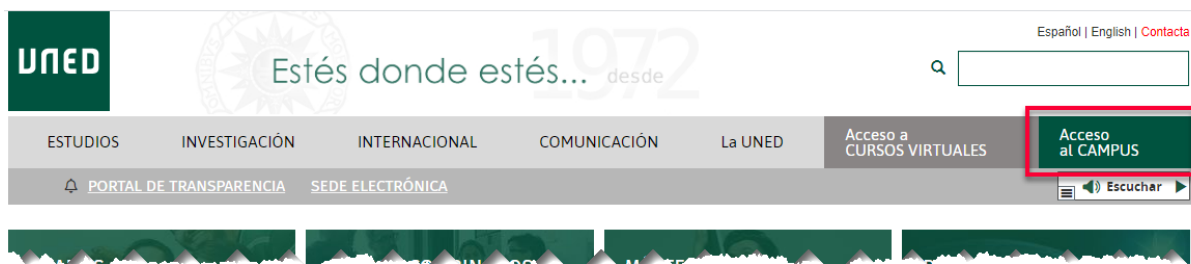 Español | English | Contacta
UNED
Estés donde estés... desde 1972
ESTUDIOS
INVESTIGACIÓN
INTERNACIONAL
COMUNICACIÓN
La UNED
Acceso a
CURSOS VIRTUALES
Acceso
al CAMPUS
PORTAL DE TRANSPARENCIA
SEDE ELECTRÓNICA
Escuchar